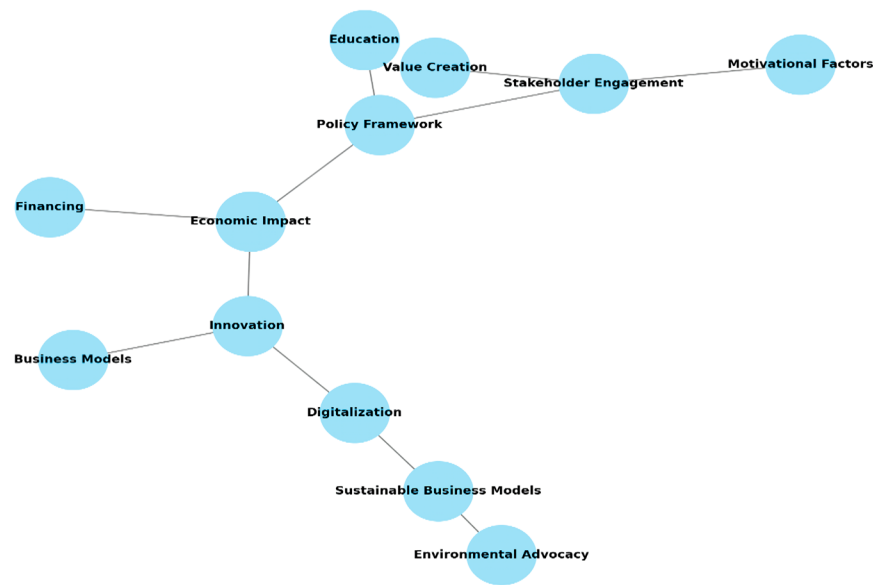 Education
Value Creation
Motivational Factors
Stakeholder Engagement
Policy Framework
Financing
Economic Impact
Innovation
Business Models
Digitalization
Sustainable Business Models
Environmental Advocacy